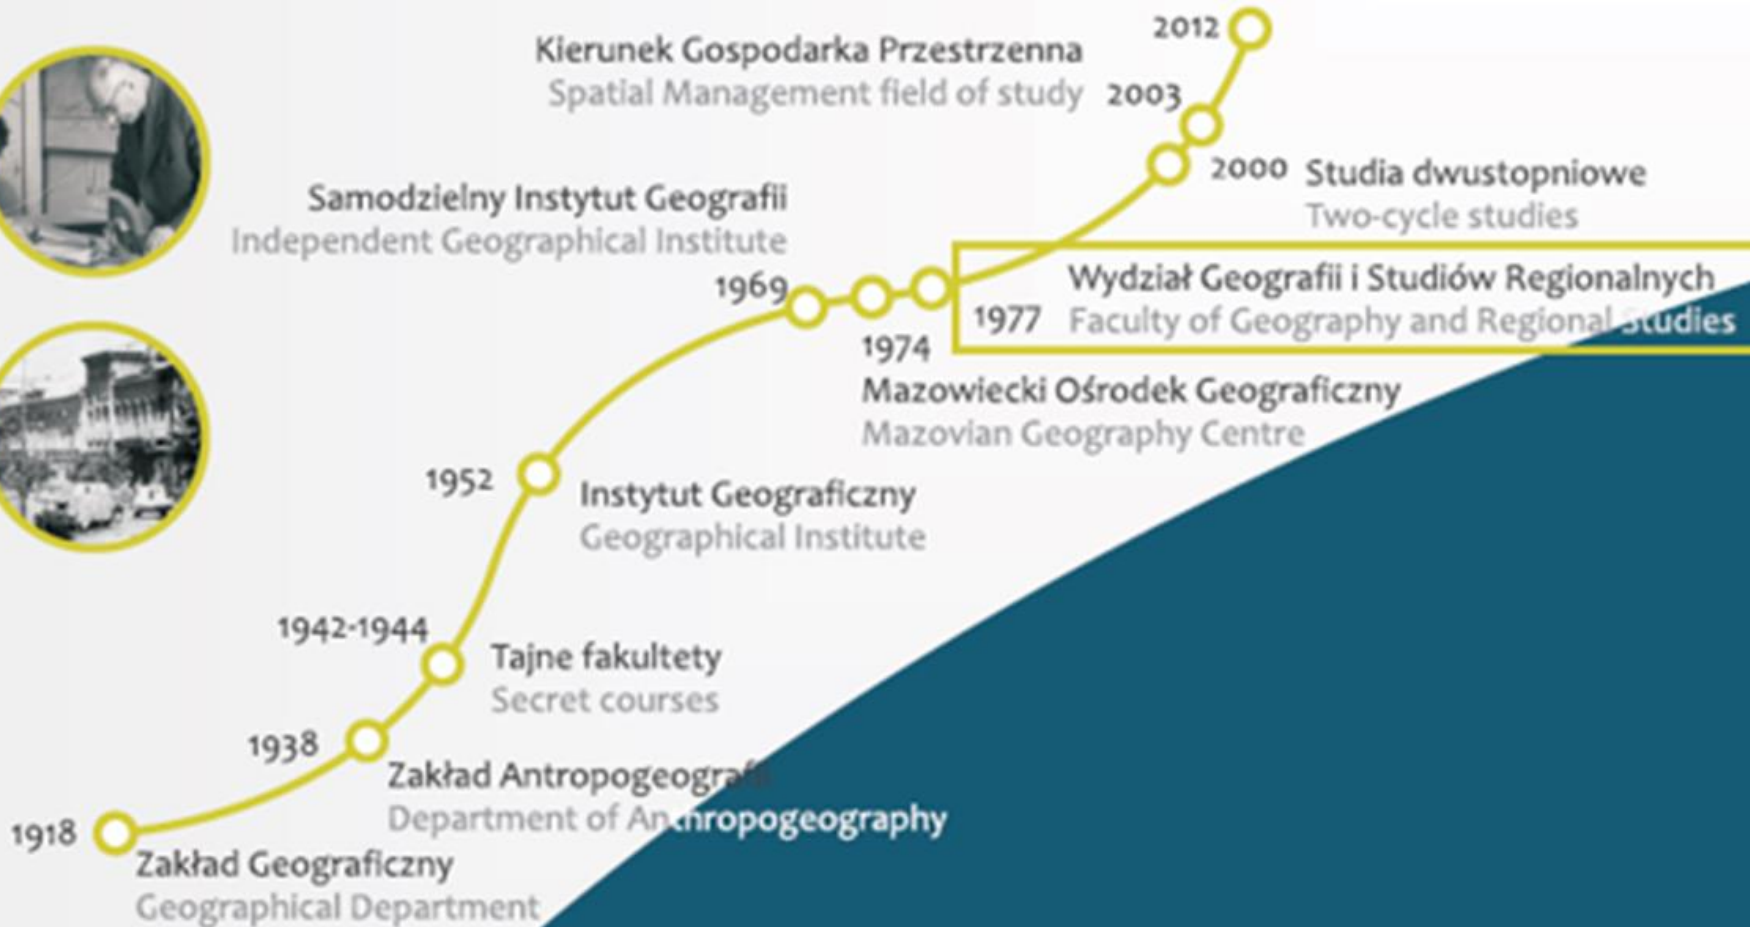 2012
Kierunek Gospodarka Przestrzenna
Spatial Management field of study
2003
2000
Studia dwustopniowe
Two-cycle studies
Samodzielny Instytut Geografii
Independent Geographical Institute
1969
Wydział Geografii i Studiów Regionalnych
1977
Faculty of Geography and Regional Studies
1974
Mazowiecki Ośrodek Geograficzny
Mazovian Geography Centre
1952
Instytut Geograficzny
Geographical Institute
1942-1944
Tajne fakultety
Secret courses
1938
Zakład Antropogeografii
Department of Anthropogeography
1918
Zakład Geograficzny
Geographical Department